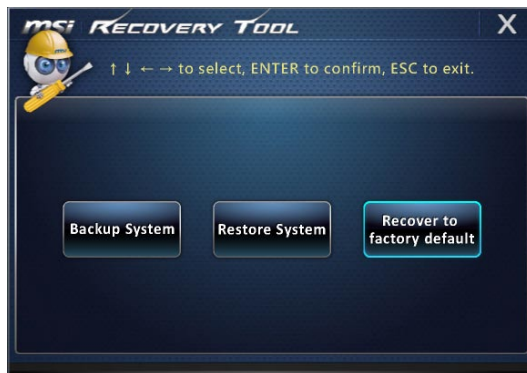 msi RECOVERY TOOL X
↑ ↓ ← → to select, ENTER to confirm, ESC to exit.
Backup System Restore System Recover to
factory default